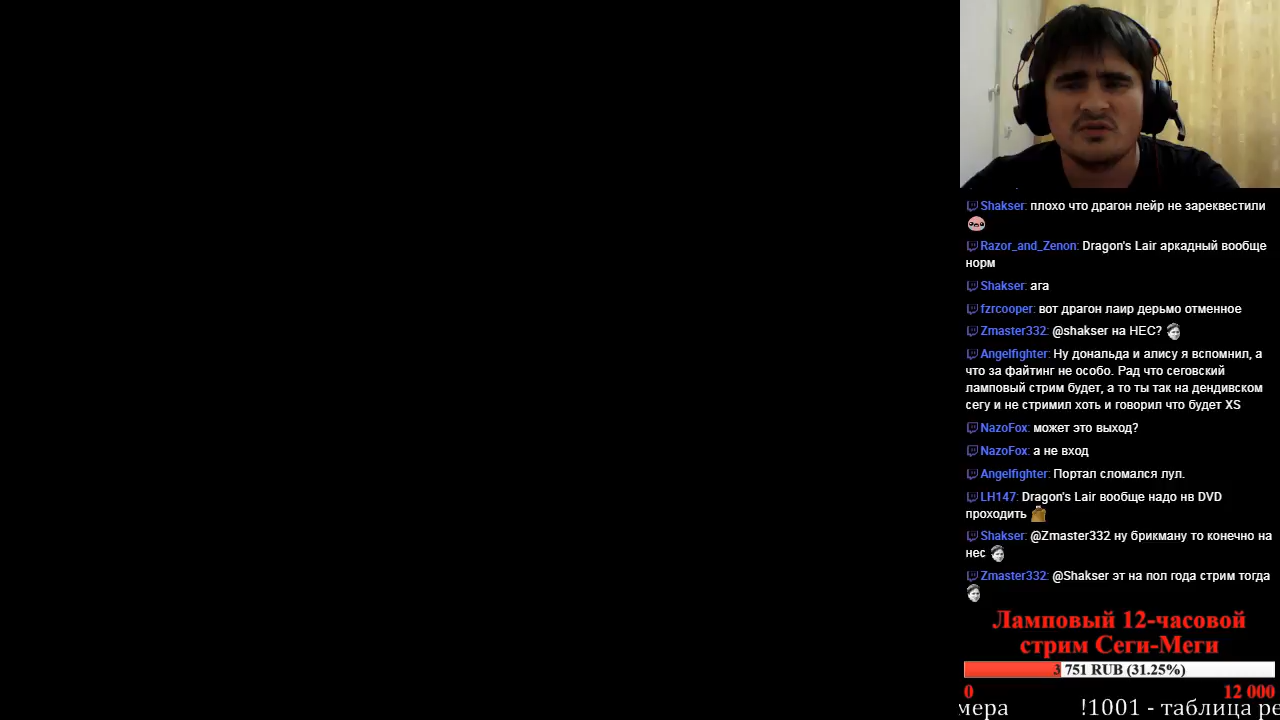 Shakser: плохо что драгон лейр не зареквестили
Razor_and_Zenon: Dragon's Lair аркадный вообще
норм
Shakser: ага
fzrcooper: вот драгон лаир дерьмо отменное
Zmaster332: @shakser на НЕС?
Angelfighter: Ну дональда и алису я вспомнил, а
что за файтинг не особо. Рад что сеговский
ламповый стрим будет, а то ты так на дендивском
сегу и не стримил хоть и говорил что будет XS
NazoFox: может это выход?
NazoFox: а не вход
Angelfighter: Портал сломался лул.
LH147: Dragon's Lair вообще надо нв DVD
проходить
Shakser: @Zmaster332 ну брикману то конечно на
нес
Zmaster332: @Shakser эт на пол года стрим тогда
Ламповый 12-часовой
стрим Сеги-Меги
3 751 RUB (31.25%)
0 12 000
мера !1001 - таблица ре